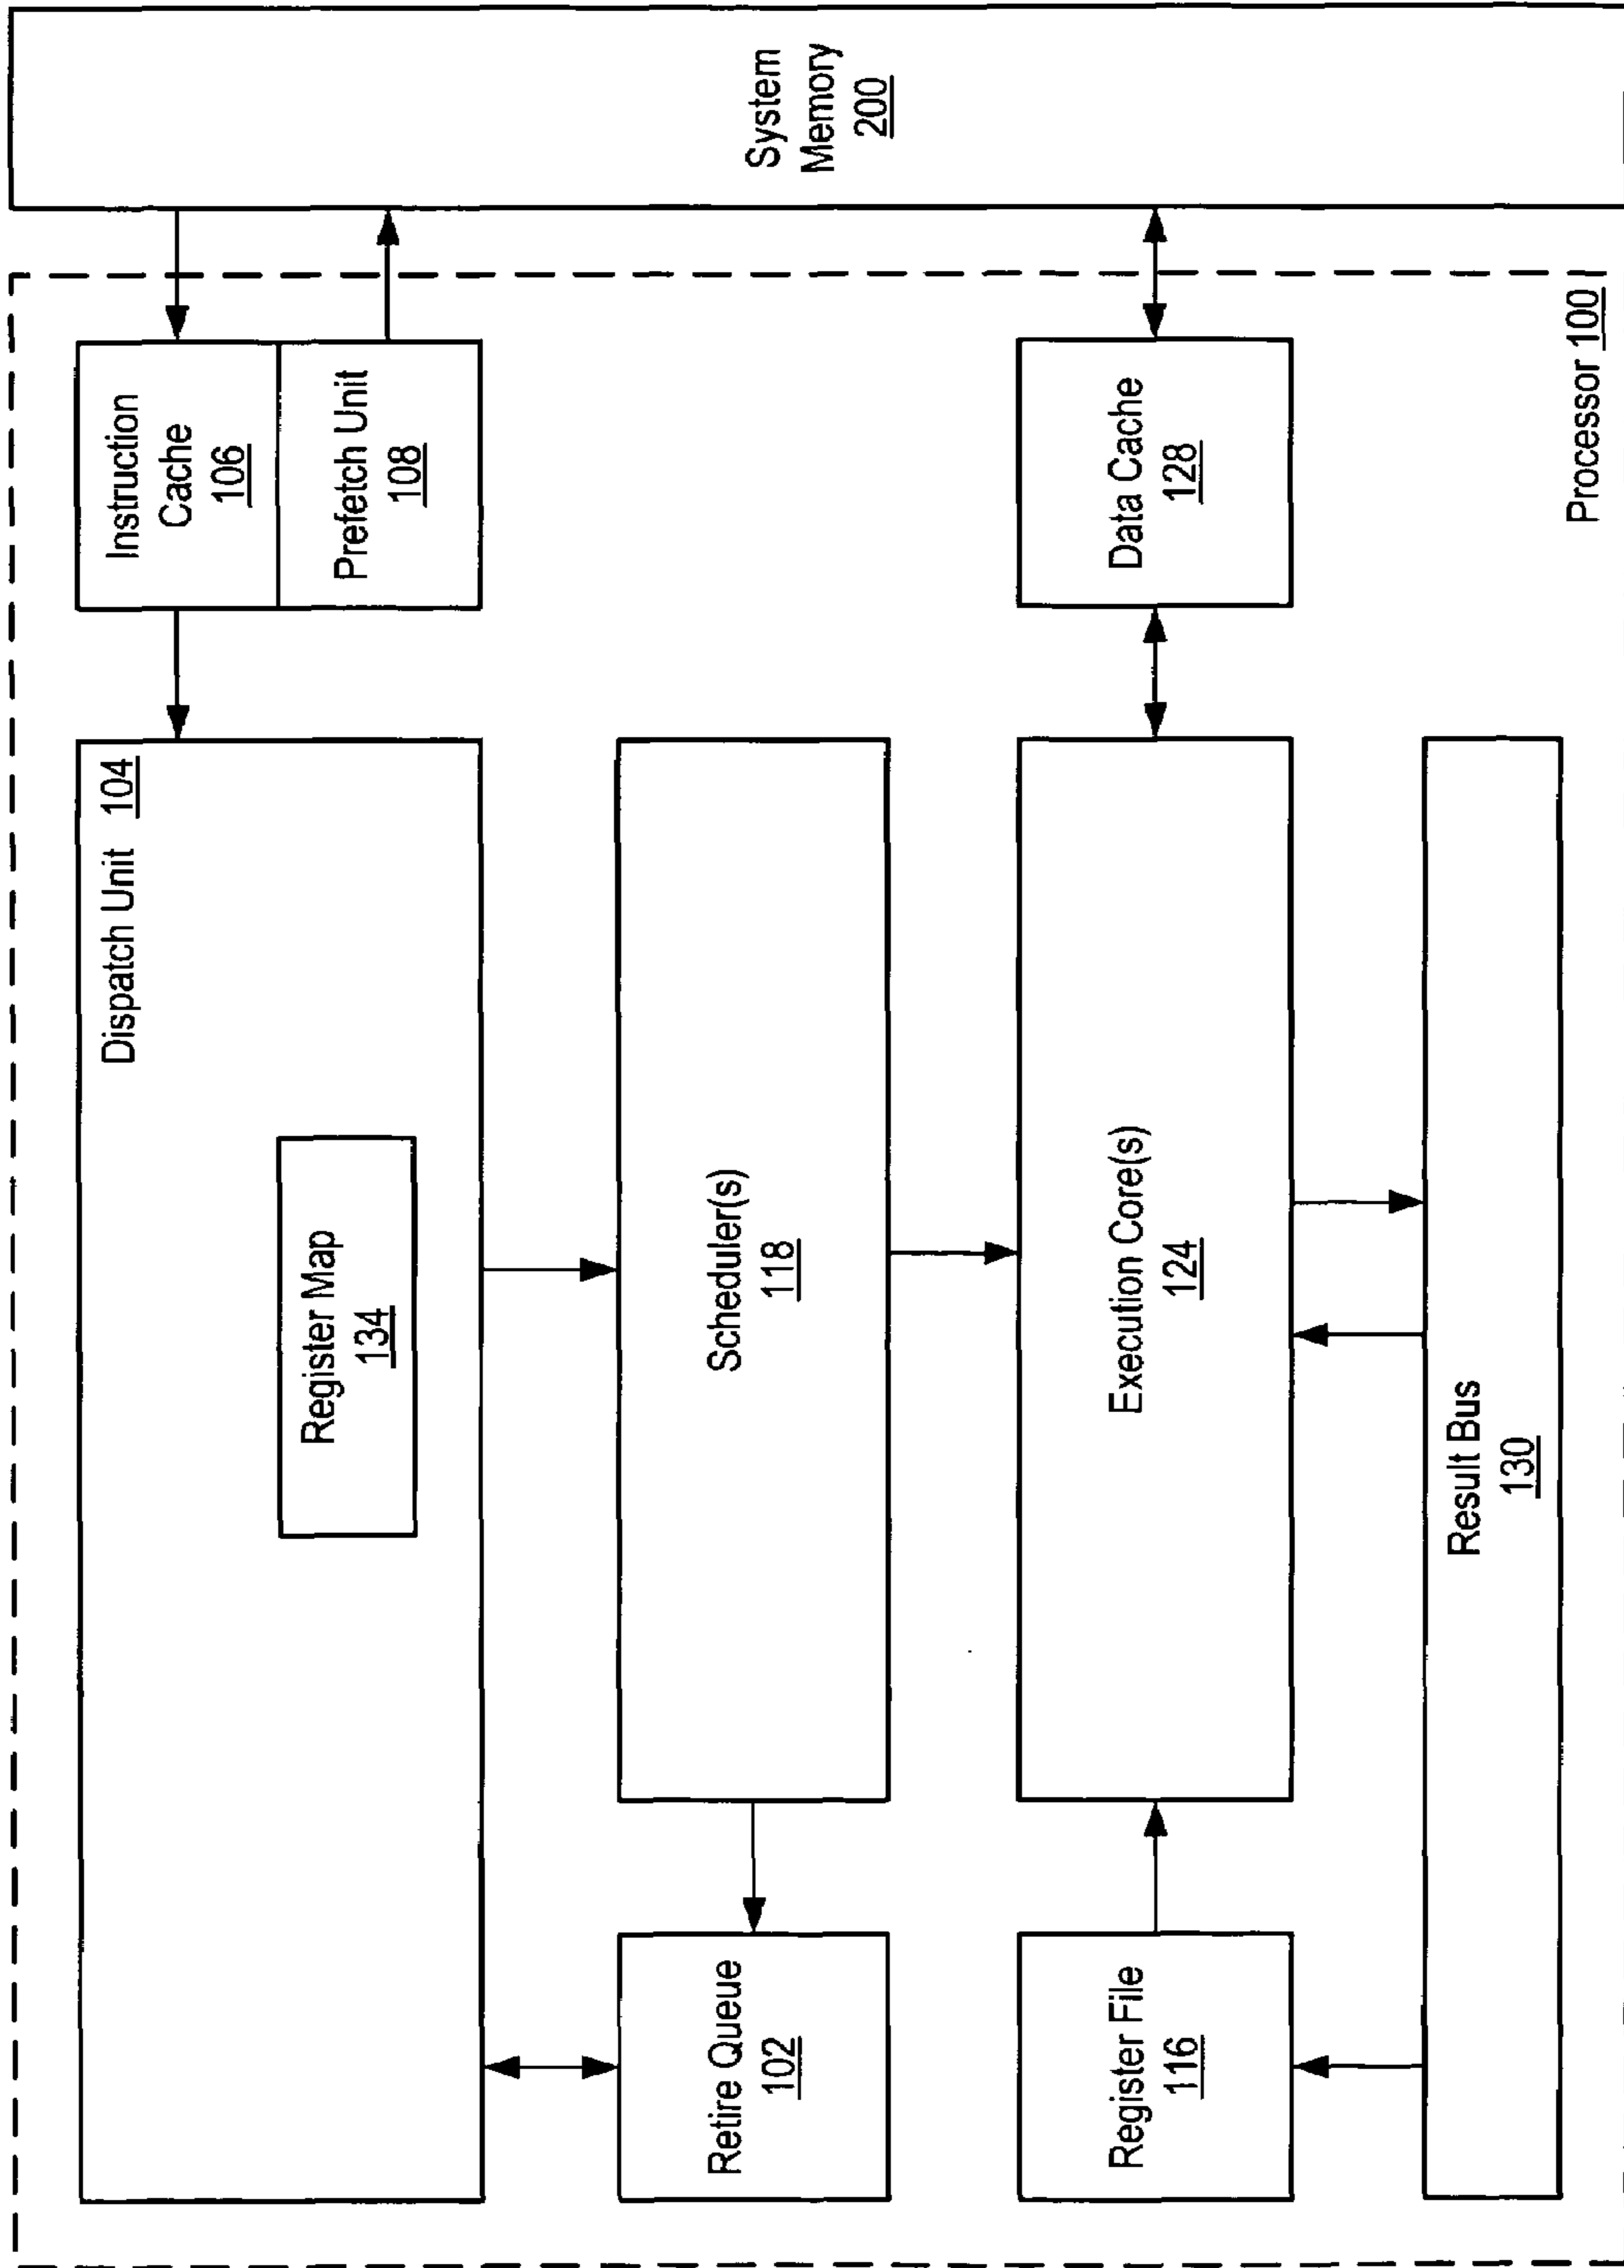 System
Memory
200
Instruction
Cache
106
Prefetch Unit
108
Data Cache
128
Processor 100
Dispatch Unit 104
Register Map
134
Scheduler(s)
118
Execution Core(s)
124
Result Bus
130
Retire Queue
102
Register File
116